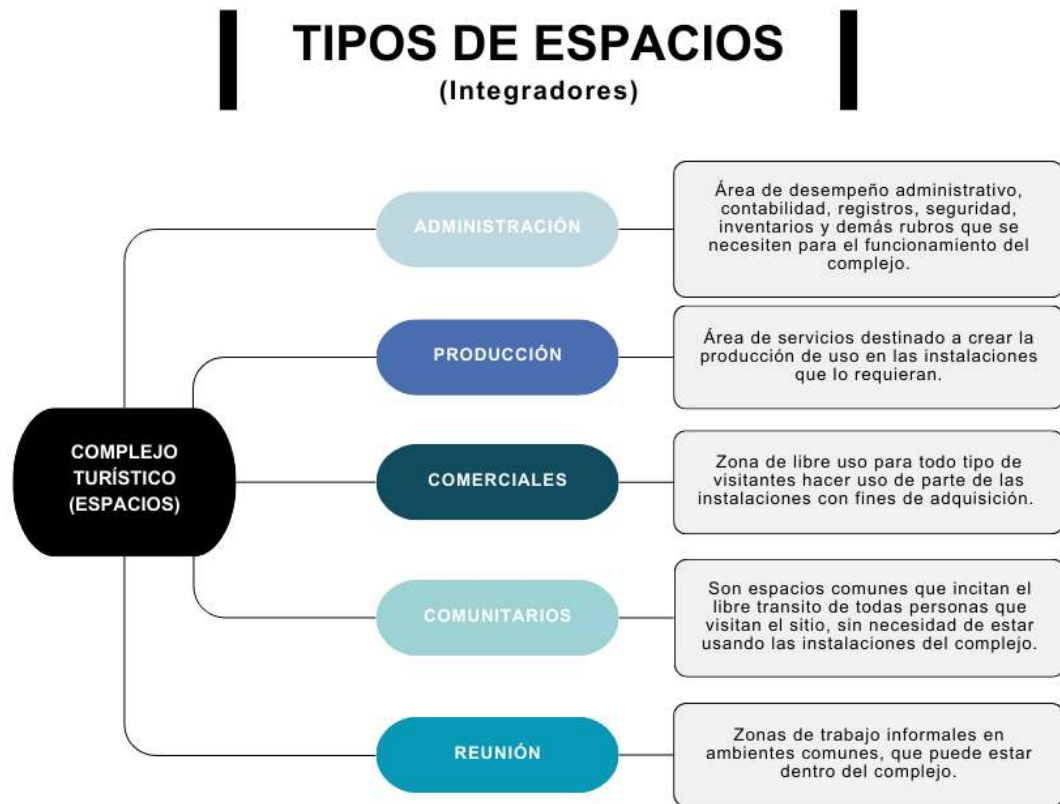 TIPOS DE ESPACIOS
(Integradores)
ADMINISTRACIÓN
Área de desempeño administrativo,
contabilidad, registros, seguridad,
inventarios y demás rubros que se
necesiten para el funcionamiento del
complejo.
PRODUCCIÓN
Área de servicios destinado a crear la
producción de uso en las instalaciones
que lo requieran.
COMPLEJO
TURÍSTICO
(ESPACIOS)
COMERCIALES
Zona de libre uso para todo tipo de
visitantes hacer uso de parte de las
instalaciones con fines de adquisición.
COMUNITARIOS
Son espacios comunes que incitan el
libre transito de todas personas que
visitan el sitio, sin necesidad de estar
usando las instalaciones del complejo.
REUNIÓN
Zonas de trabajo informales en
ambientes comunes, que puede estar
dentro del complejo.